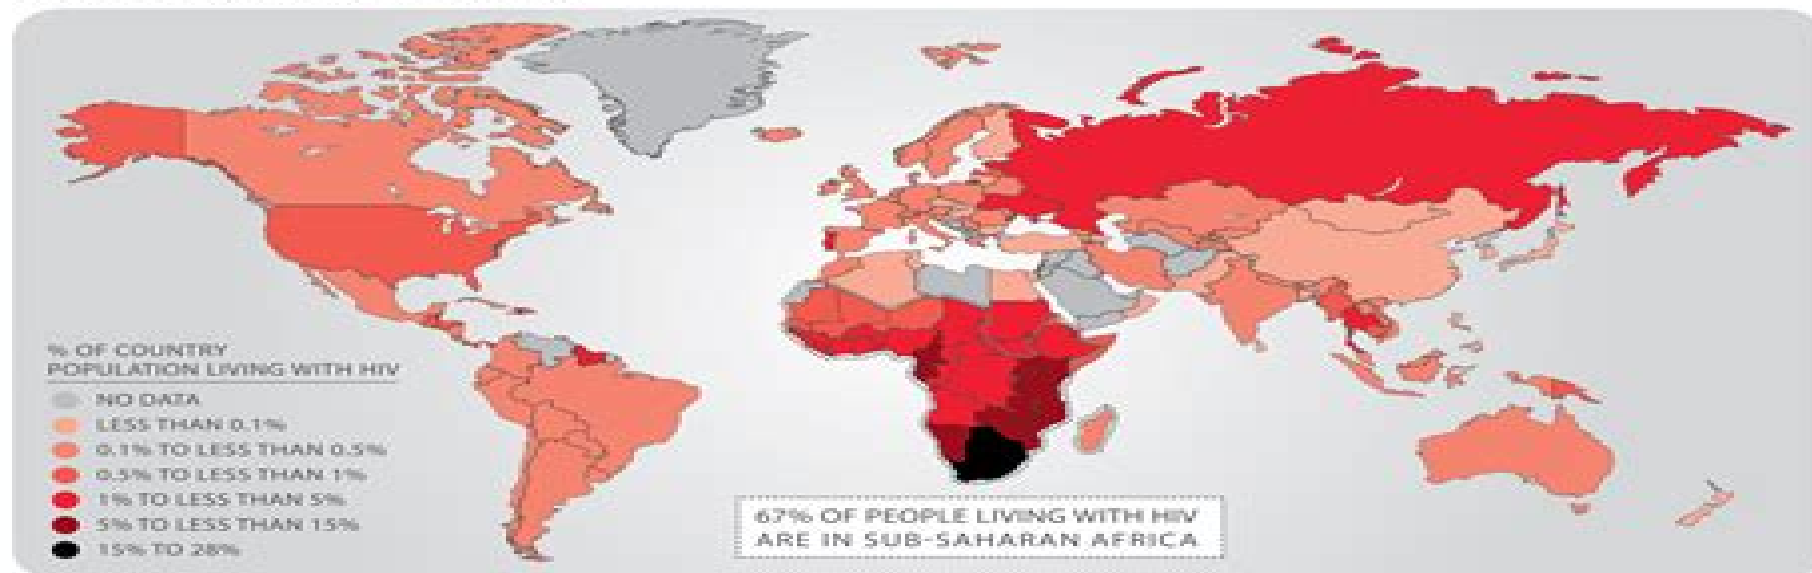 % OF COUNTRY
POPULATION LIVING WITH HIV
NO DATA
LESS THAN 0.1%
0.1% TO LESS THAN 0.5%
0.5% TO LESS THAN 1%
1% TO LESS THAN 5%
5% TO LESS THAN 15%
15% TO 28%
67% OF PEOPLE LIVING WITH HIV
ARE IN SUB-SAHARAN AFRICA